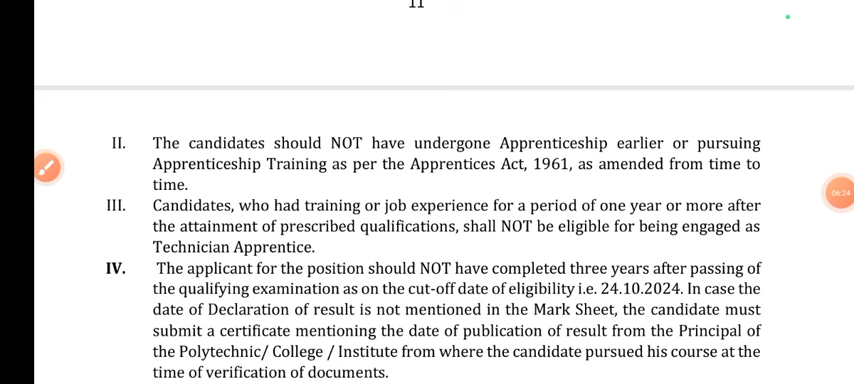 11
II. The candidates should NOT have undergone Apprenticeship earlier or pursuing
Apprenticeship Training as per the Apprentices Act, 1961, as amended from time to
time.
III. Candidates, who had training or job experience for a period of one year or more after
the attainment of prescribed qualifications, shall NOT be eligible for being engaged as
Technician Apprentice.
06:24
IV. The applicant for the position should NOT have completed three years after passing of
the qualifying examination as on the cut-off date of eligibility i.e. 24.10.2024. In case the
date of Declaration of result is not mentioned in the Mark Sheet, the candidate must
submit a certificate mentioning the date of publication of result from the Principal of
the Polytechnic/ College / Institute from where the candidate pursued his course at the
time of verification of documents.